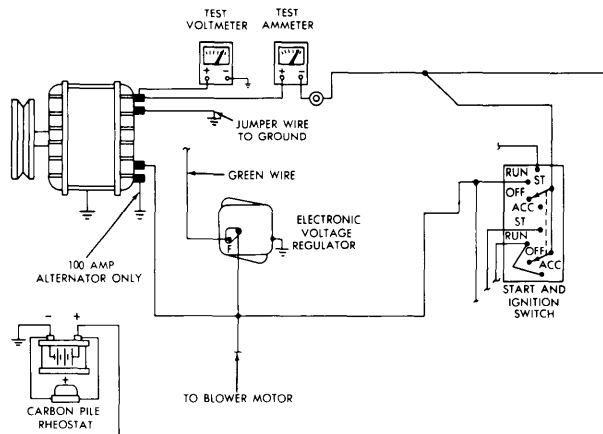 TEST
VOLTMETER
TEST
AMMETER
+ −
+ −
JUMPER WIRE
TO GROUND
GREEN WIRE
RUN
ST
OFF
ACC
ST
RUN
OFF
ACC
F
ELECTRONIC
VOLTAGE
REGULATOR
100 AMP
ALTERNATOR ONLY
START AND
IGNITION
SWITCH
− +
+
CARBON PILE
RHEOSTAT
TO BLOWER MOTOR